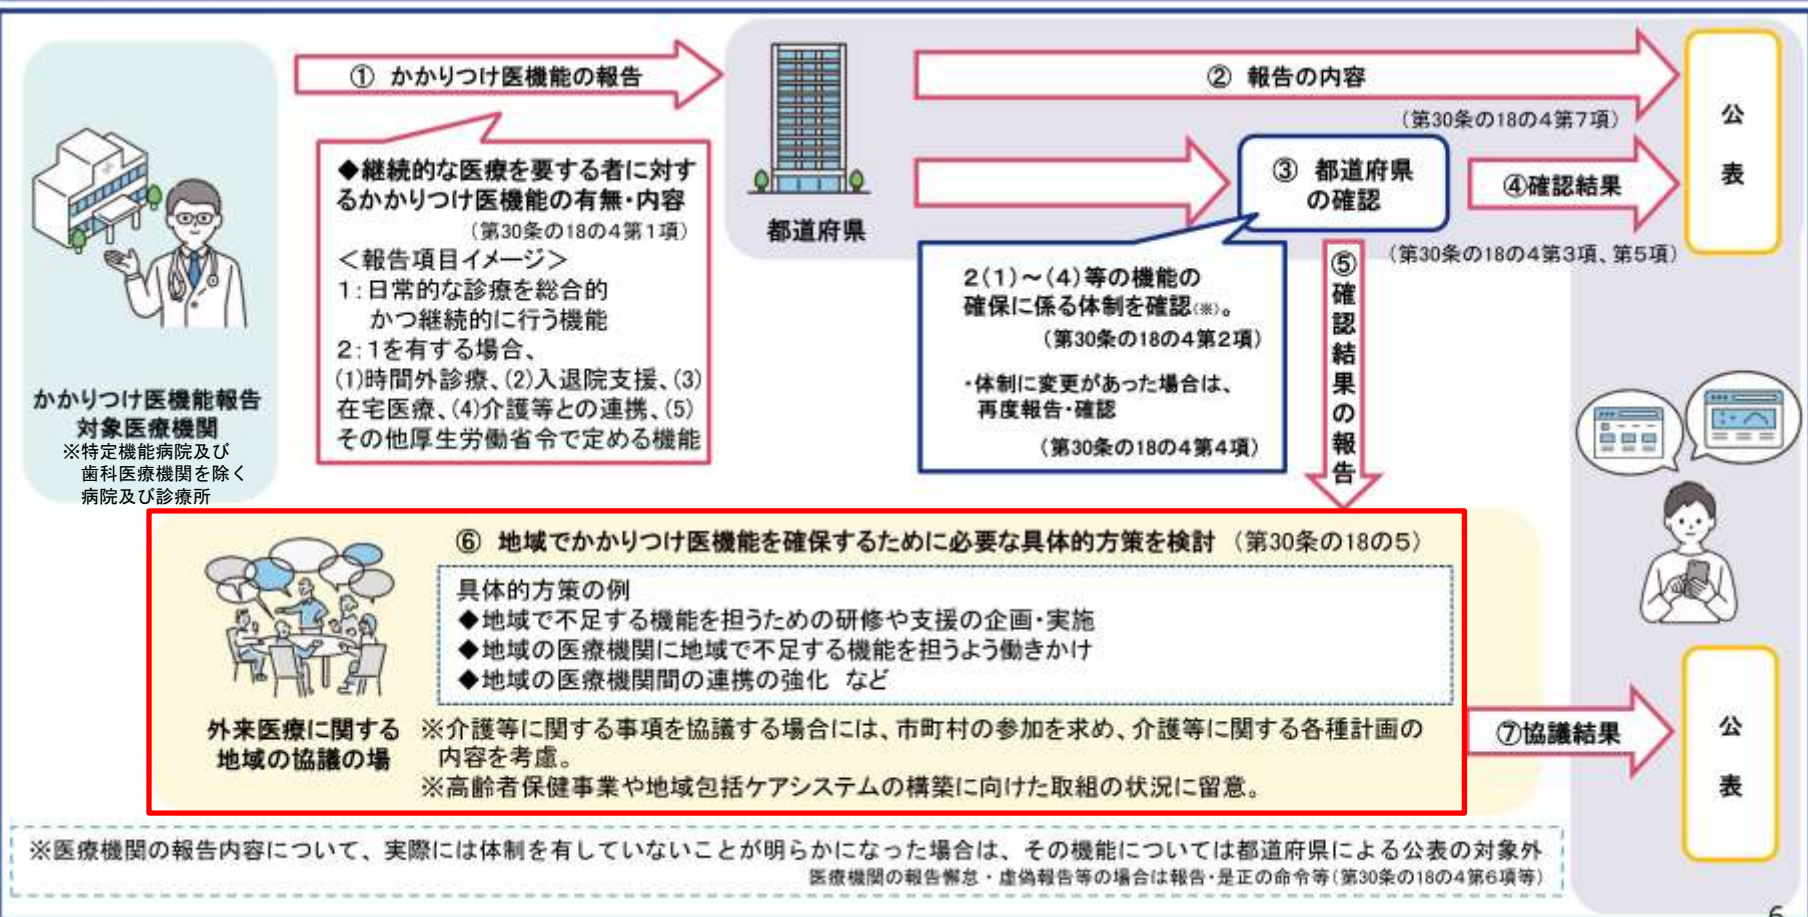 ① かかりつけ医機能の報告
② 報告の内容
(第30条の18の4第7項)
公
表
◆継続的な医療を要する者に対す
るかかりつけ医機能の有無・内容
(第30条の18の4第1項)
<報告項目イメージ>
1:日常的な診療を総合的
かつ継続的に行う機能
2:1を有する場合、
(1)時間外診療、(2)入退院支援、(3)
在宅医療、(4)介護等との連携、(5)
その他厚生労働省令で定める機能
都道府県
③ 都道府県
の確認
④確認結果
(第30条の18の4第3項、第5項)
2(1)~(4)等の機能の
確保に係る体制を確認(※)。
(第30条の18の4第2項)
・体制に変更があった場合は、
再度報告・確認
(第30条の18の4第4項)
⑤確認結果の報告
かかりつけ医機能報告
対象医療機関
※特定機能病院及び
歯科医療機関を除く
病院及び診療所
⑥ 地域でかかりつけ医機能を確保するために必要な具体的方策を検討 (第30条の18の5)
具体的方策の例
◆地域で不足する機能を担うための研修や支援の企画・実施
◆地域の医療機関に地域で不足する機能を担うよう働きかけ
◆地域の医療機関間の連携の強化 など
外来医療に関する
地域の協議の場
※介護等に関する事項を協議する場合には、市町村の参加を求め、介護等に関する各種計画の
内容を考慮。
※高齢者保健事業や地域包括ケアシステムの構築に向けた取組の状況に留意。
⑦協議結果
公
表
※医療機関の報告内容について、実際には体制を有していないことが明らかになった場合は、その機能については都道府県による公表の対象外
医療機関の報告懈怠・虚偽報告等の場合は報告・是正の命令等(第30条の18の4第6項等)
6